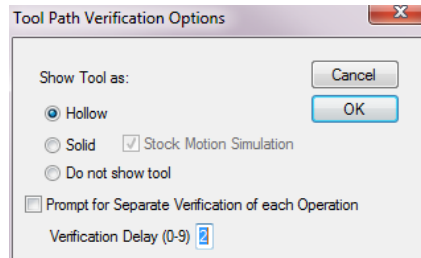 Tool Path Verification Options
X
Show Tool as:
Cancel
Hollow
OK
Solid
Stock Motion Simulation
Do not show tool
Prompt for Separate Verification of each Operation
Verification Delay (0-9) 2